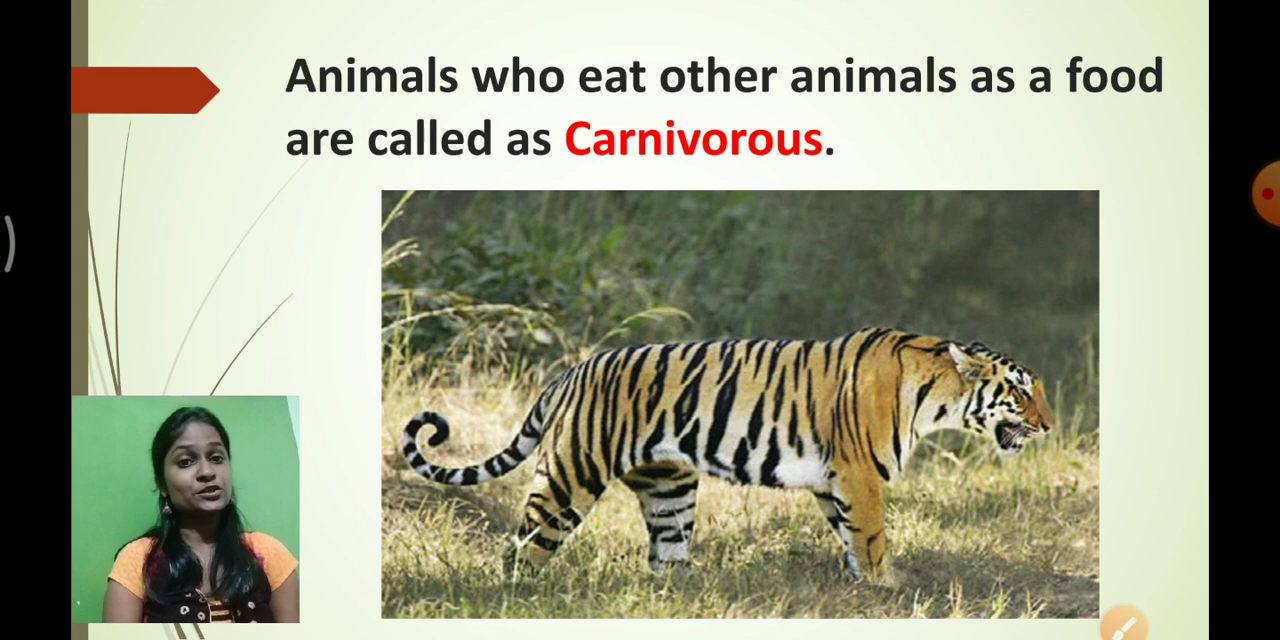 Animals who eat other animals as a food
are called as Carnivorous.